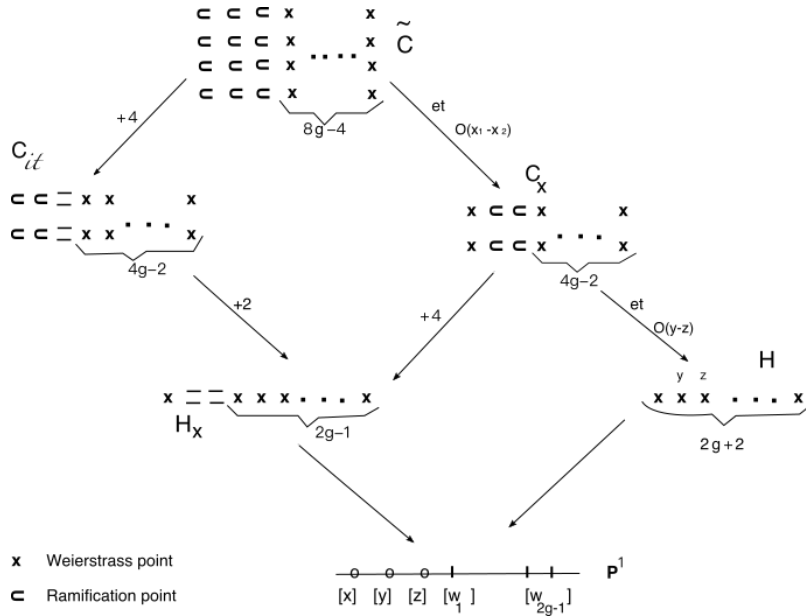 ⊂ ⊂ ⊂ x x
⊂ ⊂ ⊂ x x
⊂ ⊂ ⊂ x . . . . x
⊂ ⊂ ⊂ x x
C̃
8g−4
+4
et
O(x₁ -x₂)
C_it
C_x
⊂ ⊂ x x x
⊂ ⊂ x x . . . x
4g−2
x ⊂ ⊂ x x
x ⊂ ⊂ x . . . x
4g−2
+2
+4
et
O(y-z)
H
y z
x x x x . . . . x
H_x
2g−1
x x x . . . x
2g+2
x Weierstrass point
⊂ Ramification point
P¹
[x] [y] [z] [w₁] [w_2g-1]